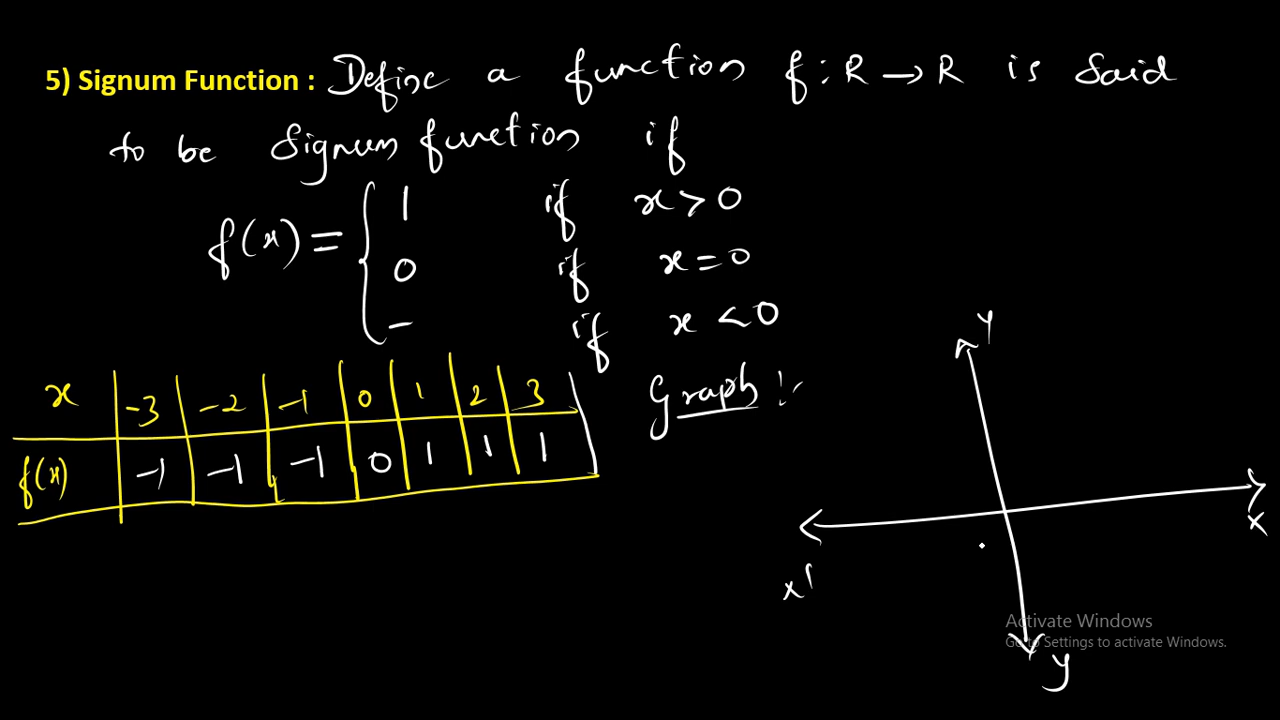 5) Signum Function : Define a function f : R → R is said
to be Signum function if
f(x) = { 1 if x > 0
0 if x = 0
- if x < 0
x -3 -2 -1 0 1 2 3
f(x) -1 -1 -1 0 1 1 1
Graph :
y
x
x'
y
Activate Windows
Go to Settings to activate Windows.